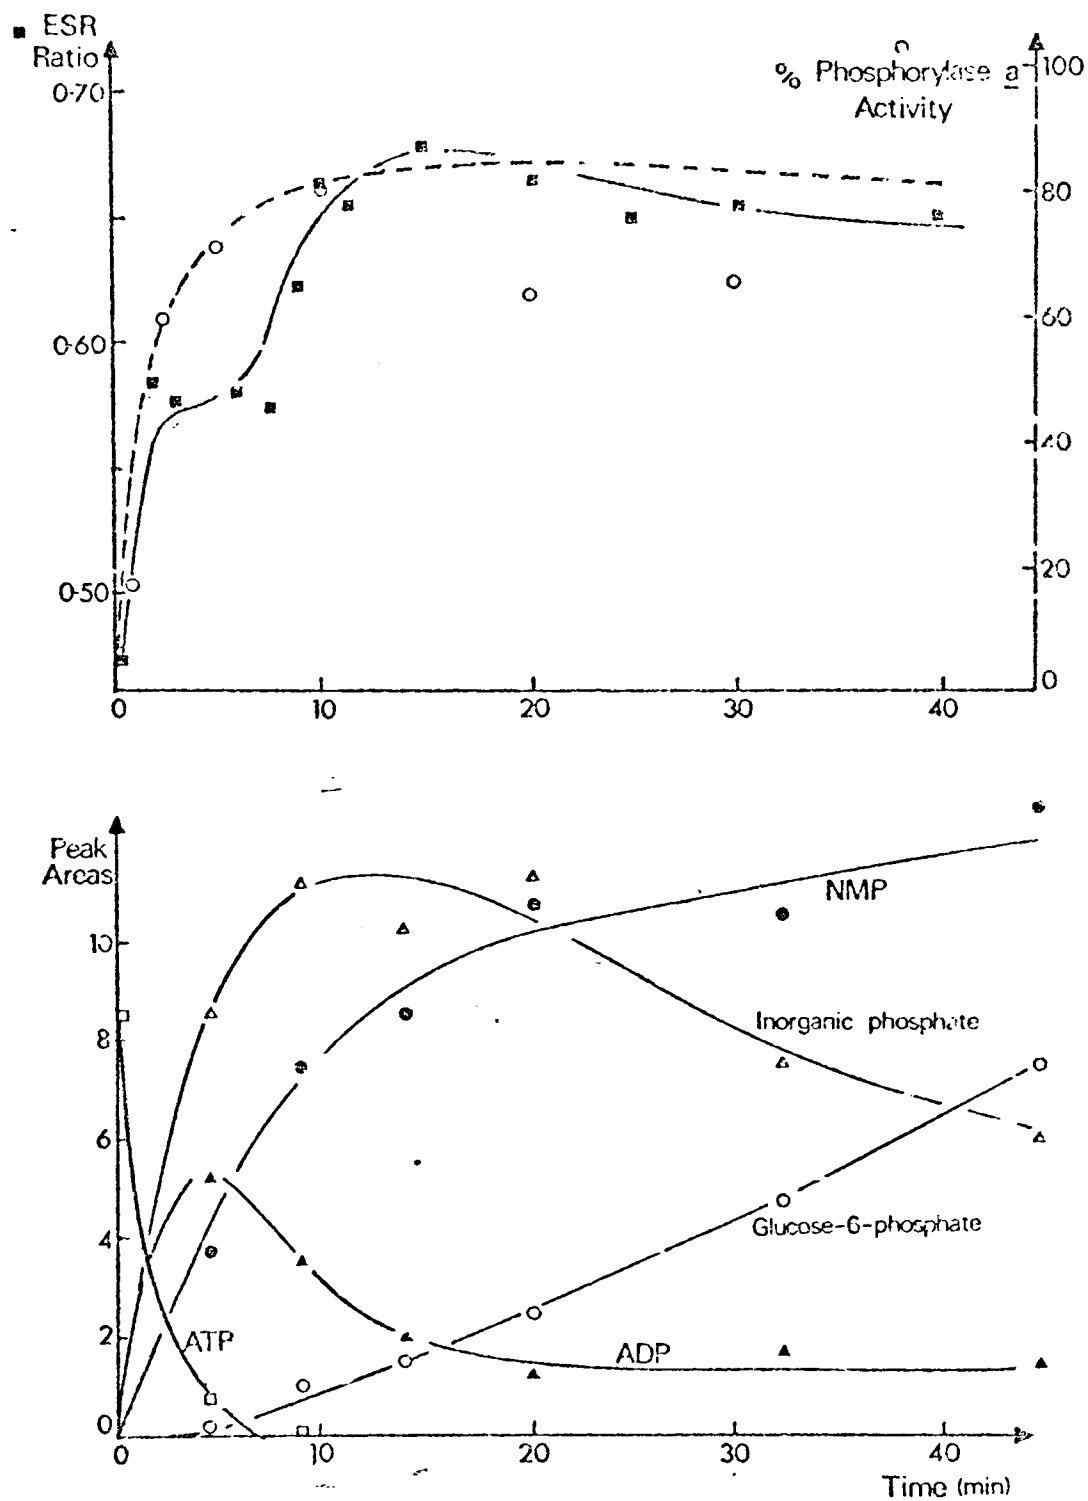 ESR
Ratio
% Phosphorylase a
Activity
0·70
0·60
0·50
100
80
60
40
20
0
0 10 20 30 40
Peak
Areas
10
8
6
4
2
0
NMP
Inorganic phosphate
Glucose-6-phosphate
ATP
ADP
0 10 20 30 40
Time (min)